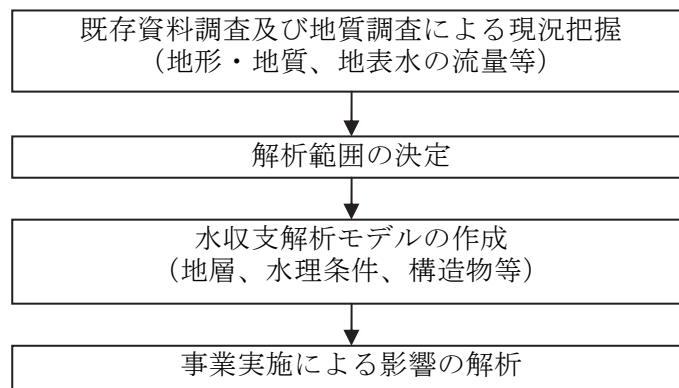 既存資料調査及び地質調査による現況把握
（地形・地質、地表水の流量等）
解析範囲の決定
水収支解析モデルの作成
（地層、水理条件、構造物等）
事業実施による影響の解析